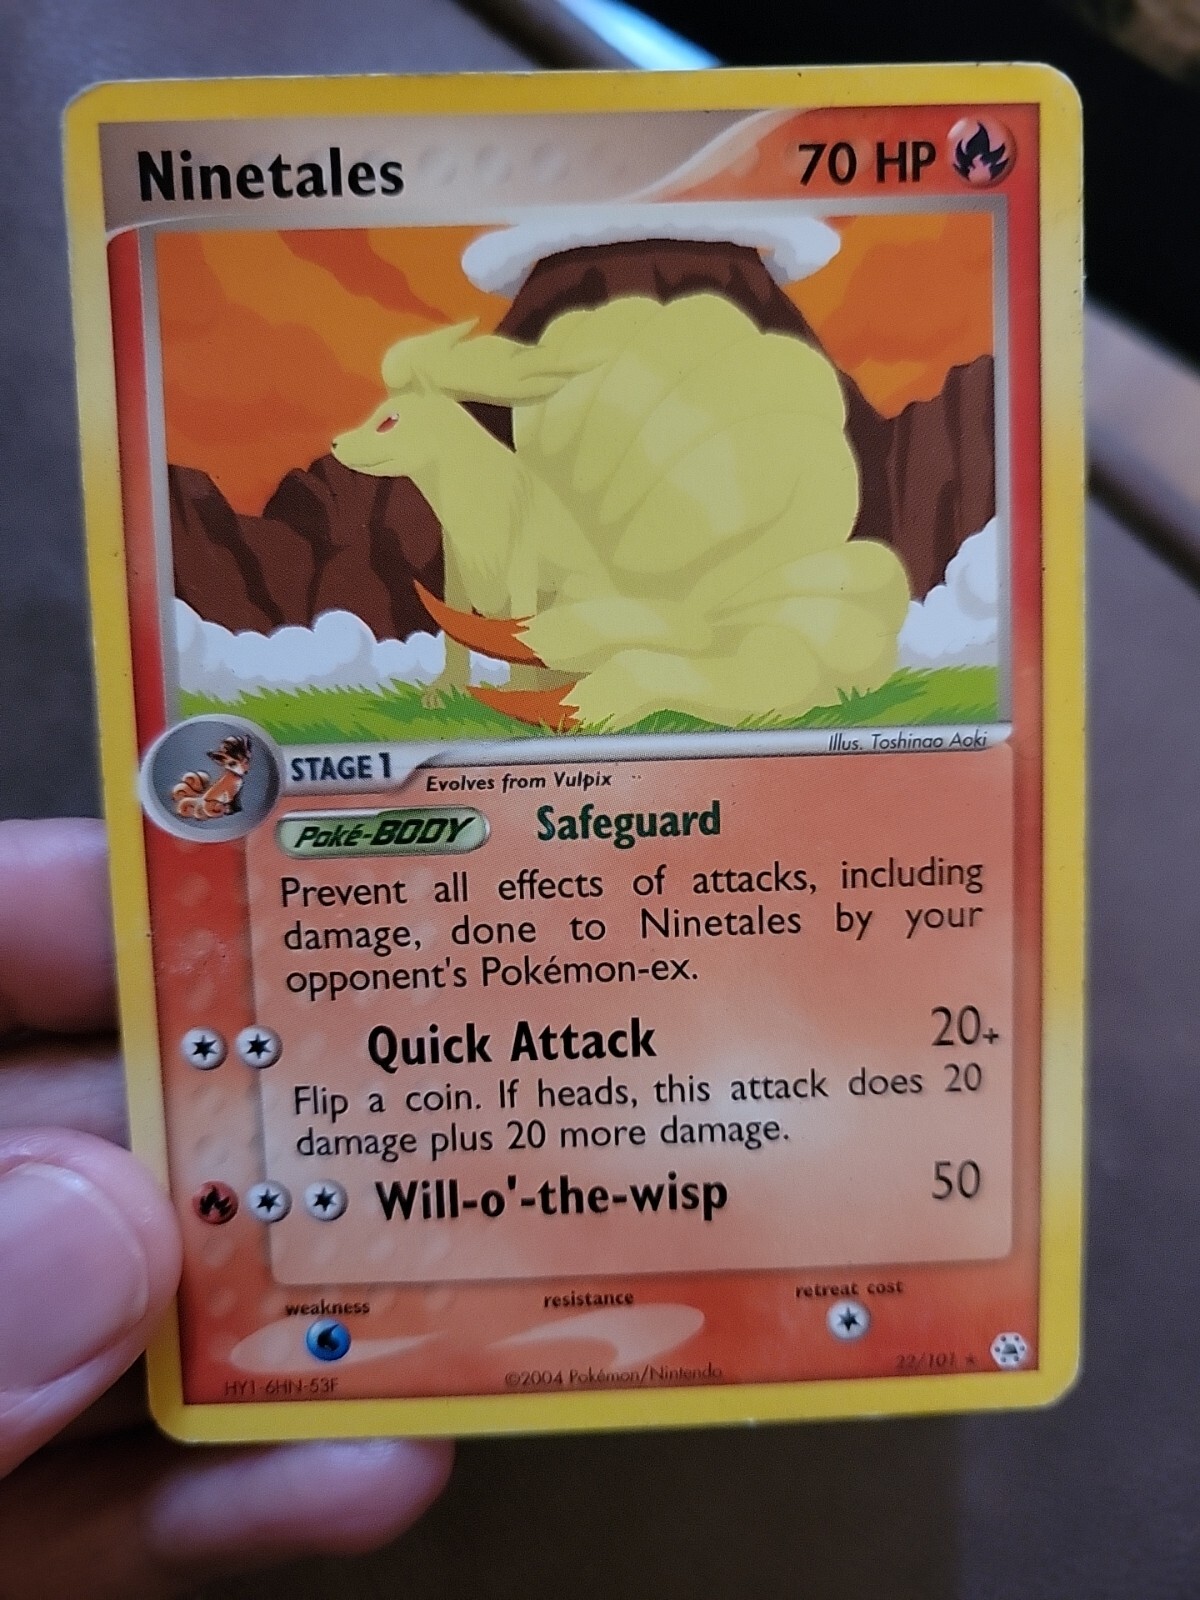 Ninetales 70 HP
Illus. Toshinao Aoki
STAGE 1 Evolves from Vulpix
Poké-BODY Safeguard
Prevent all effects of attacks, including
damage, done to Ninetales by your
opponent's Pokémon-ex.
Quick Attack 20+
Flip a coin. If heads, this attack does 20
damage plus 20 more damage.
Will-o'-the-wisp 50
weakness resistance retreat cost
22/101 ★
HY1-6HN-53F ©2004 Pokémon/Nintendo